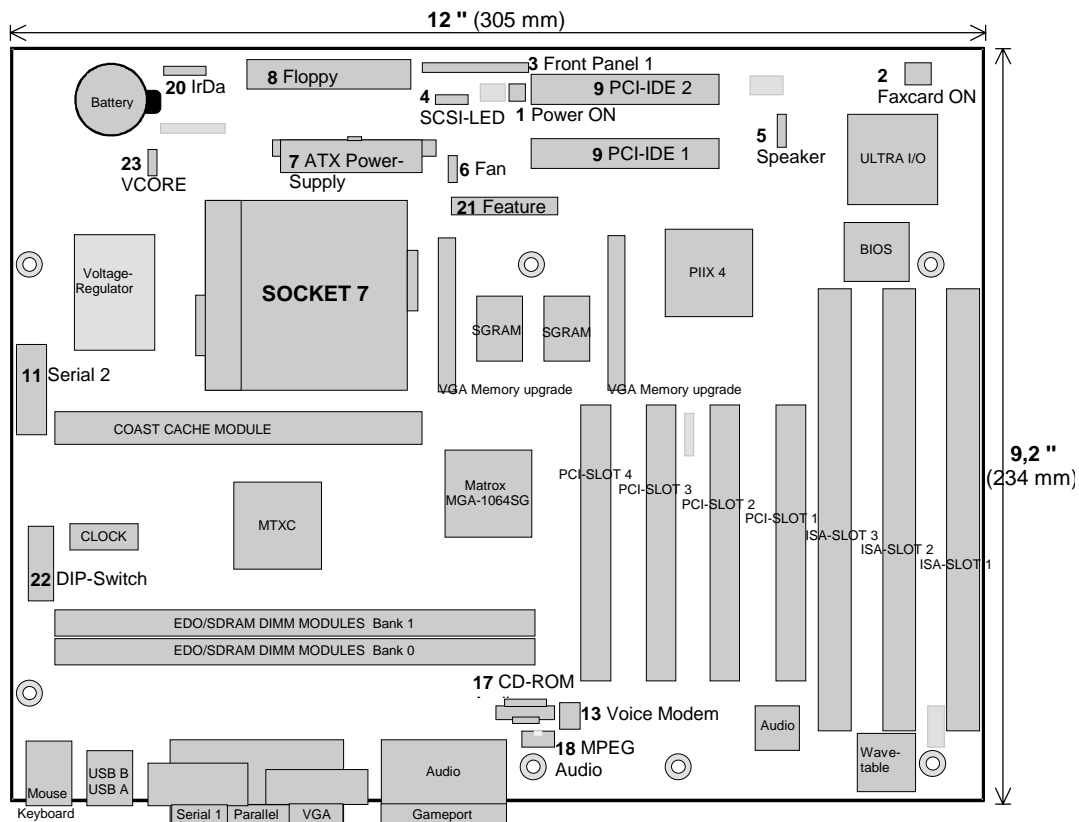 12 " (305 mm)
3 Front Panel 1
20 IrDa
8 Floppy
9 PCI-IDE 2
2
Faxcard ON
Battery
4
SCSI-LED
1 Power ON
5
Speaker
23
VCORE
7 ATX Power-
Supply
6 Fan
9 PCI-IDE 1
ULTRA I/O
21 Feature
BIOS
Voltage-
Regulator
SOCKET 7
PIIX 4
SGRAM
SGRAM
11 Serial 2
VGA Memory upgrade
VGA Memory upgrade
COAST CACHE MODULE
9,2 "
(234 mm)
PCI-SLOT 4
PCI-SLOT 3
PCI-SLOT 2
PCI-SLOT 1
ISA-SLOT 3
ISA-SLOT 2
ISA-SLOT 1
Matrox
MGA-1064SG
MTXC
CLOCK
22 DIP-Switch
EDO/SDRAM DIMM MODULES Bank 1
EDO/SDRAM DIMM MODULES Bank 0
17 CD-ROM
13 Voice Modem
18 MPEG
Audio
Audio
Wave-
table
USB B
USB A
Mouse
Keyboard
Audio
Serial 1
Parallel
VGA
Gameport